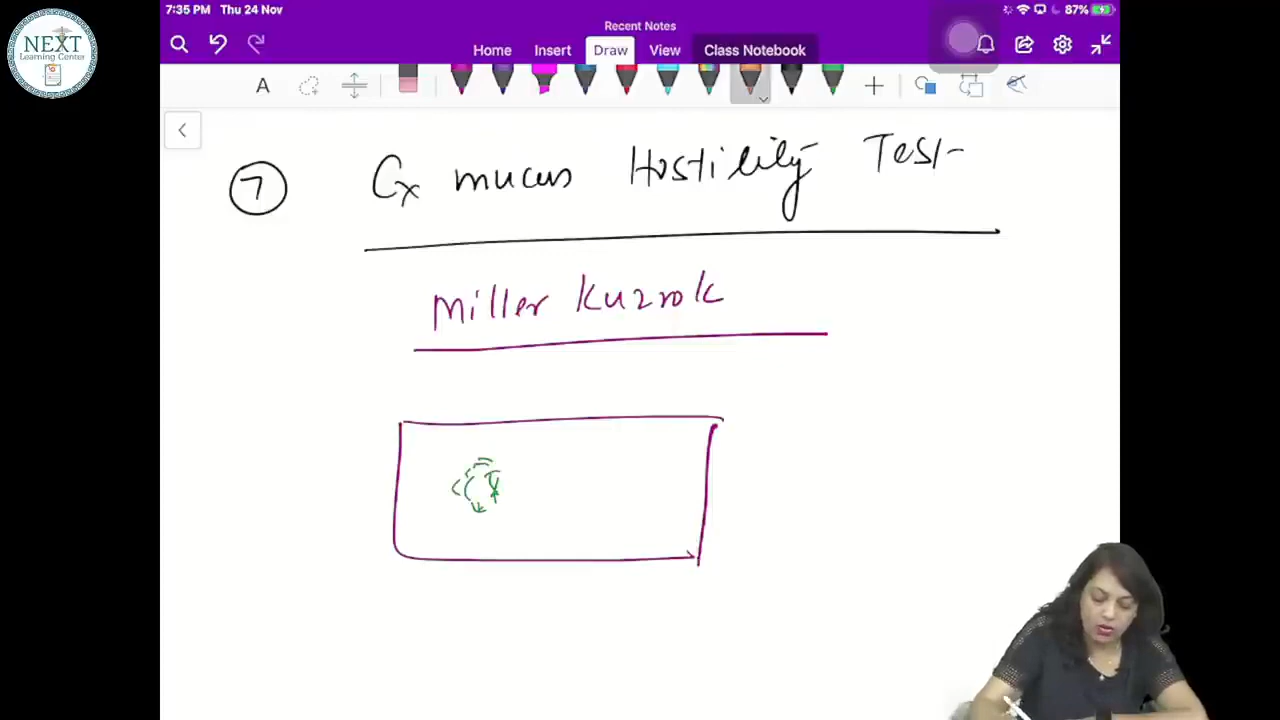 7:35 PM Thu 24 Nov
87%
Recent Notes
Home Insert Draw View Class Notebook
NEXT
Learning Center
A
7 Cx mucus Hostility Test
Miller Kuzrok